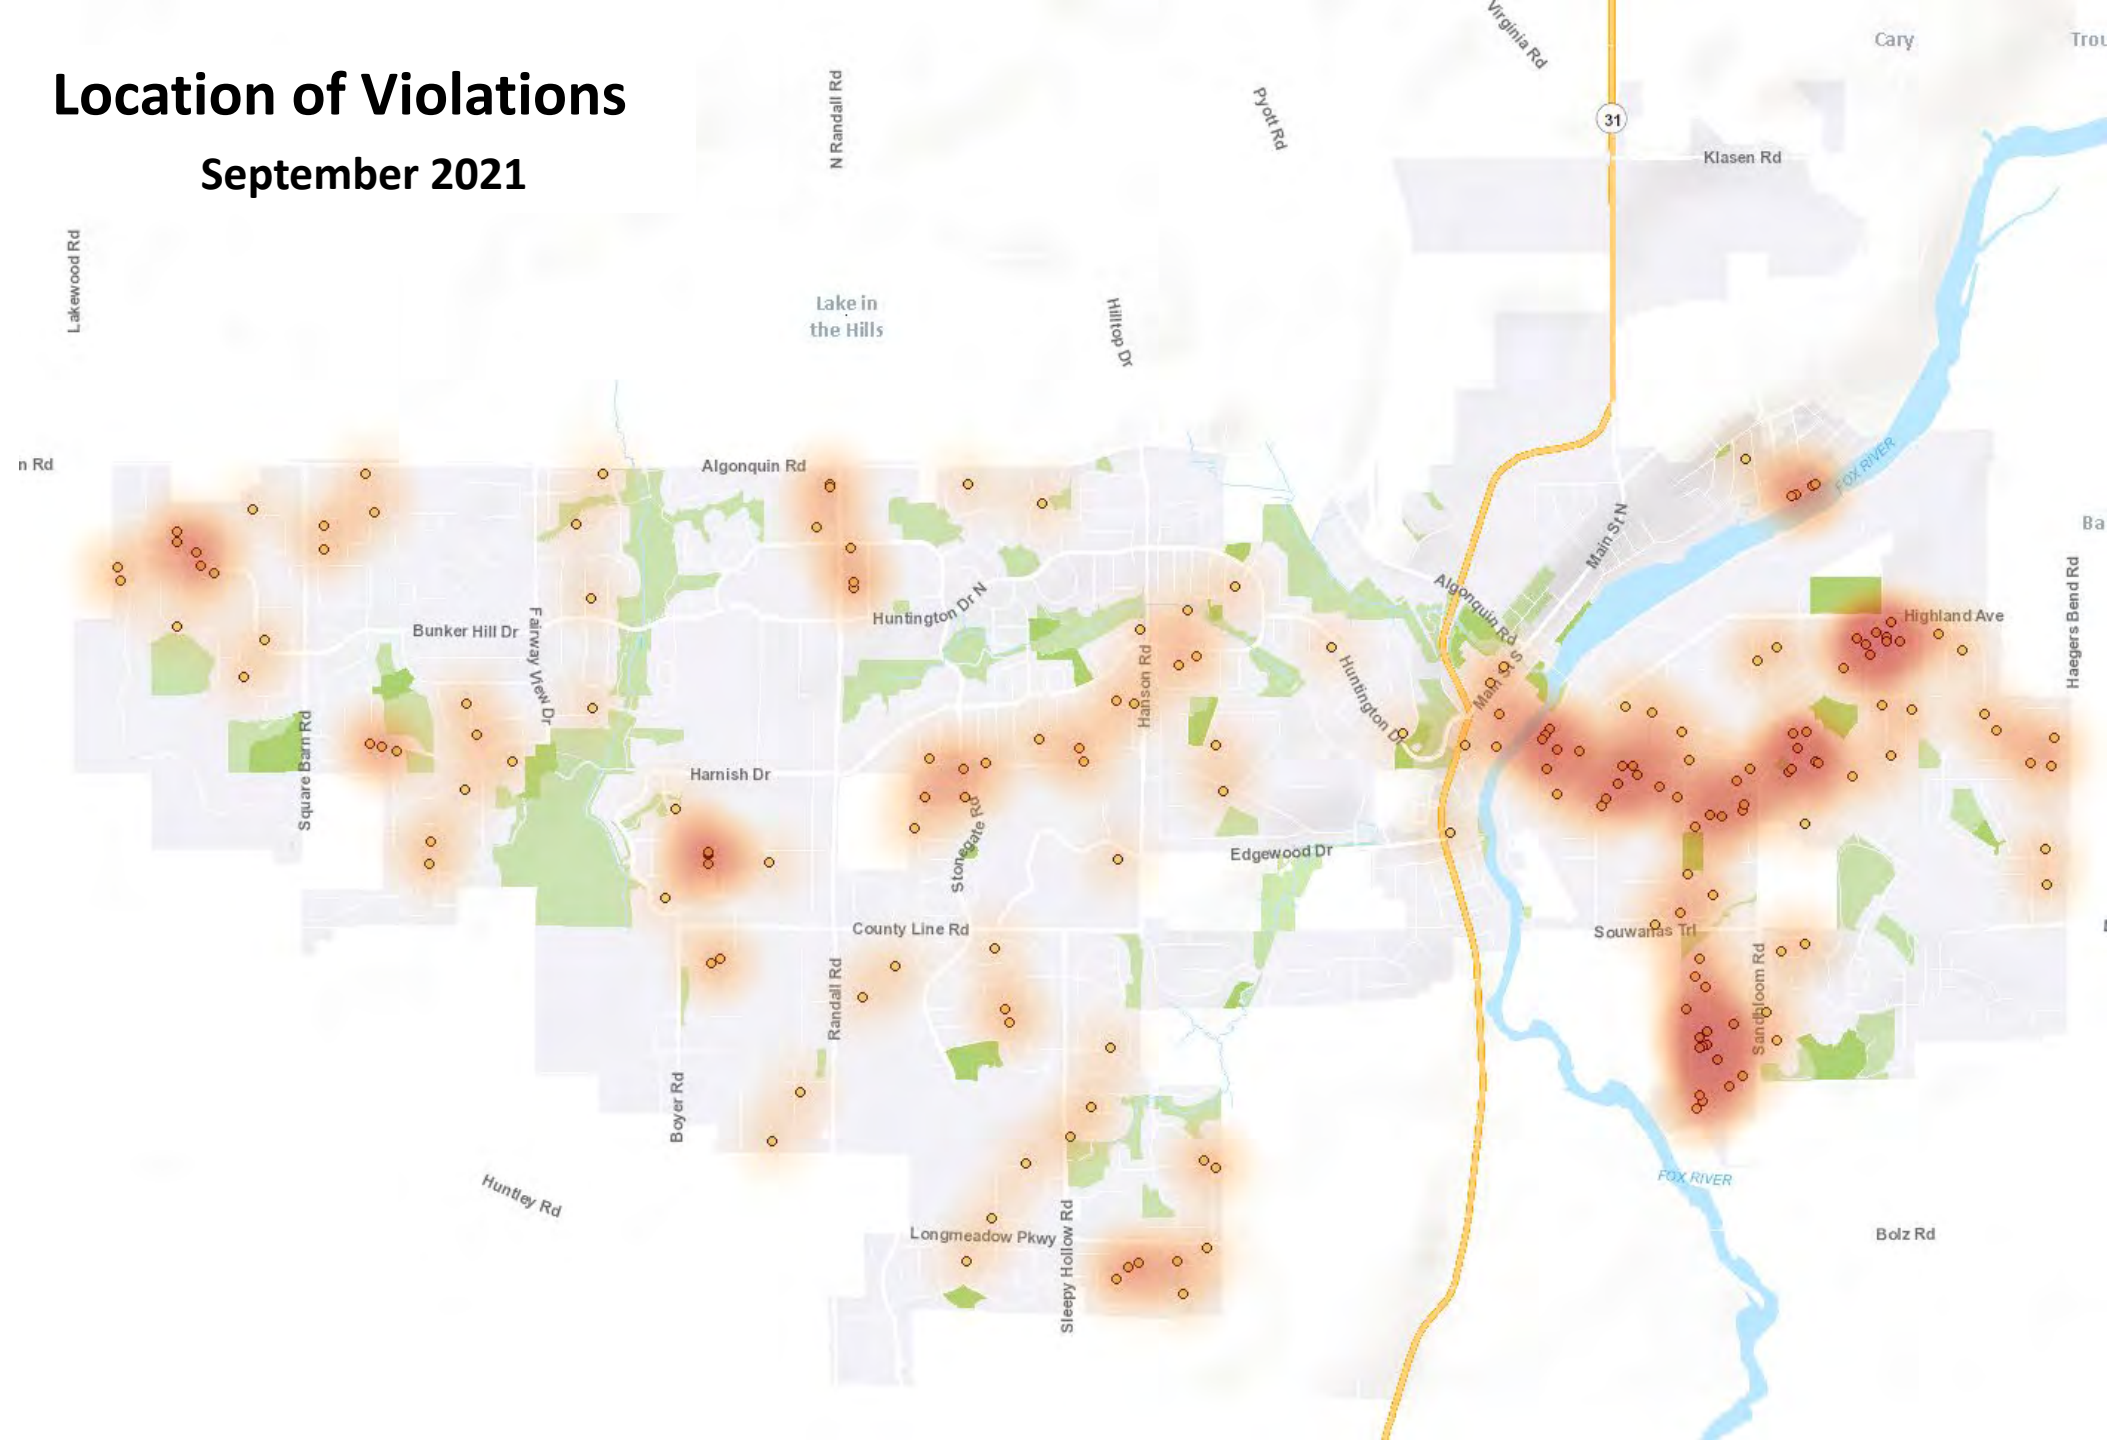 Location of Violations
September 2021
Virginia Rd
Cary
Trou
N Randall Rd
Pyott Rd
31
Klasen Rd
Lakewood Rd
Lake in
the Hills
Hilltop Dr
n Rd
Algonquin Rd
FOX RIVER
Main St N
Ba
Algonquin Rd
Haegers Bend Rd
Huntington Dr N
Highland Ave
Bunker Hill Dr
Fairway View Dr
Hanson Rd
Main St S
Huntington Dr
Square Barn Rd
Harnish Dr
Stonegate Rd
Edgewood Dr
County Line Rd
Souwanas Trl
Randall Rd
Sandbloom Rd
Boyer Rd
Huntley Rd
FOX RIVER
Longmeadow Pkwy
Sleepy Hollow Rd
Bolz Rd